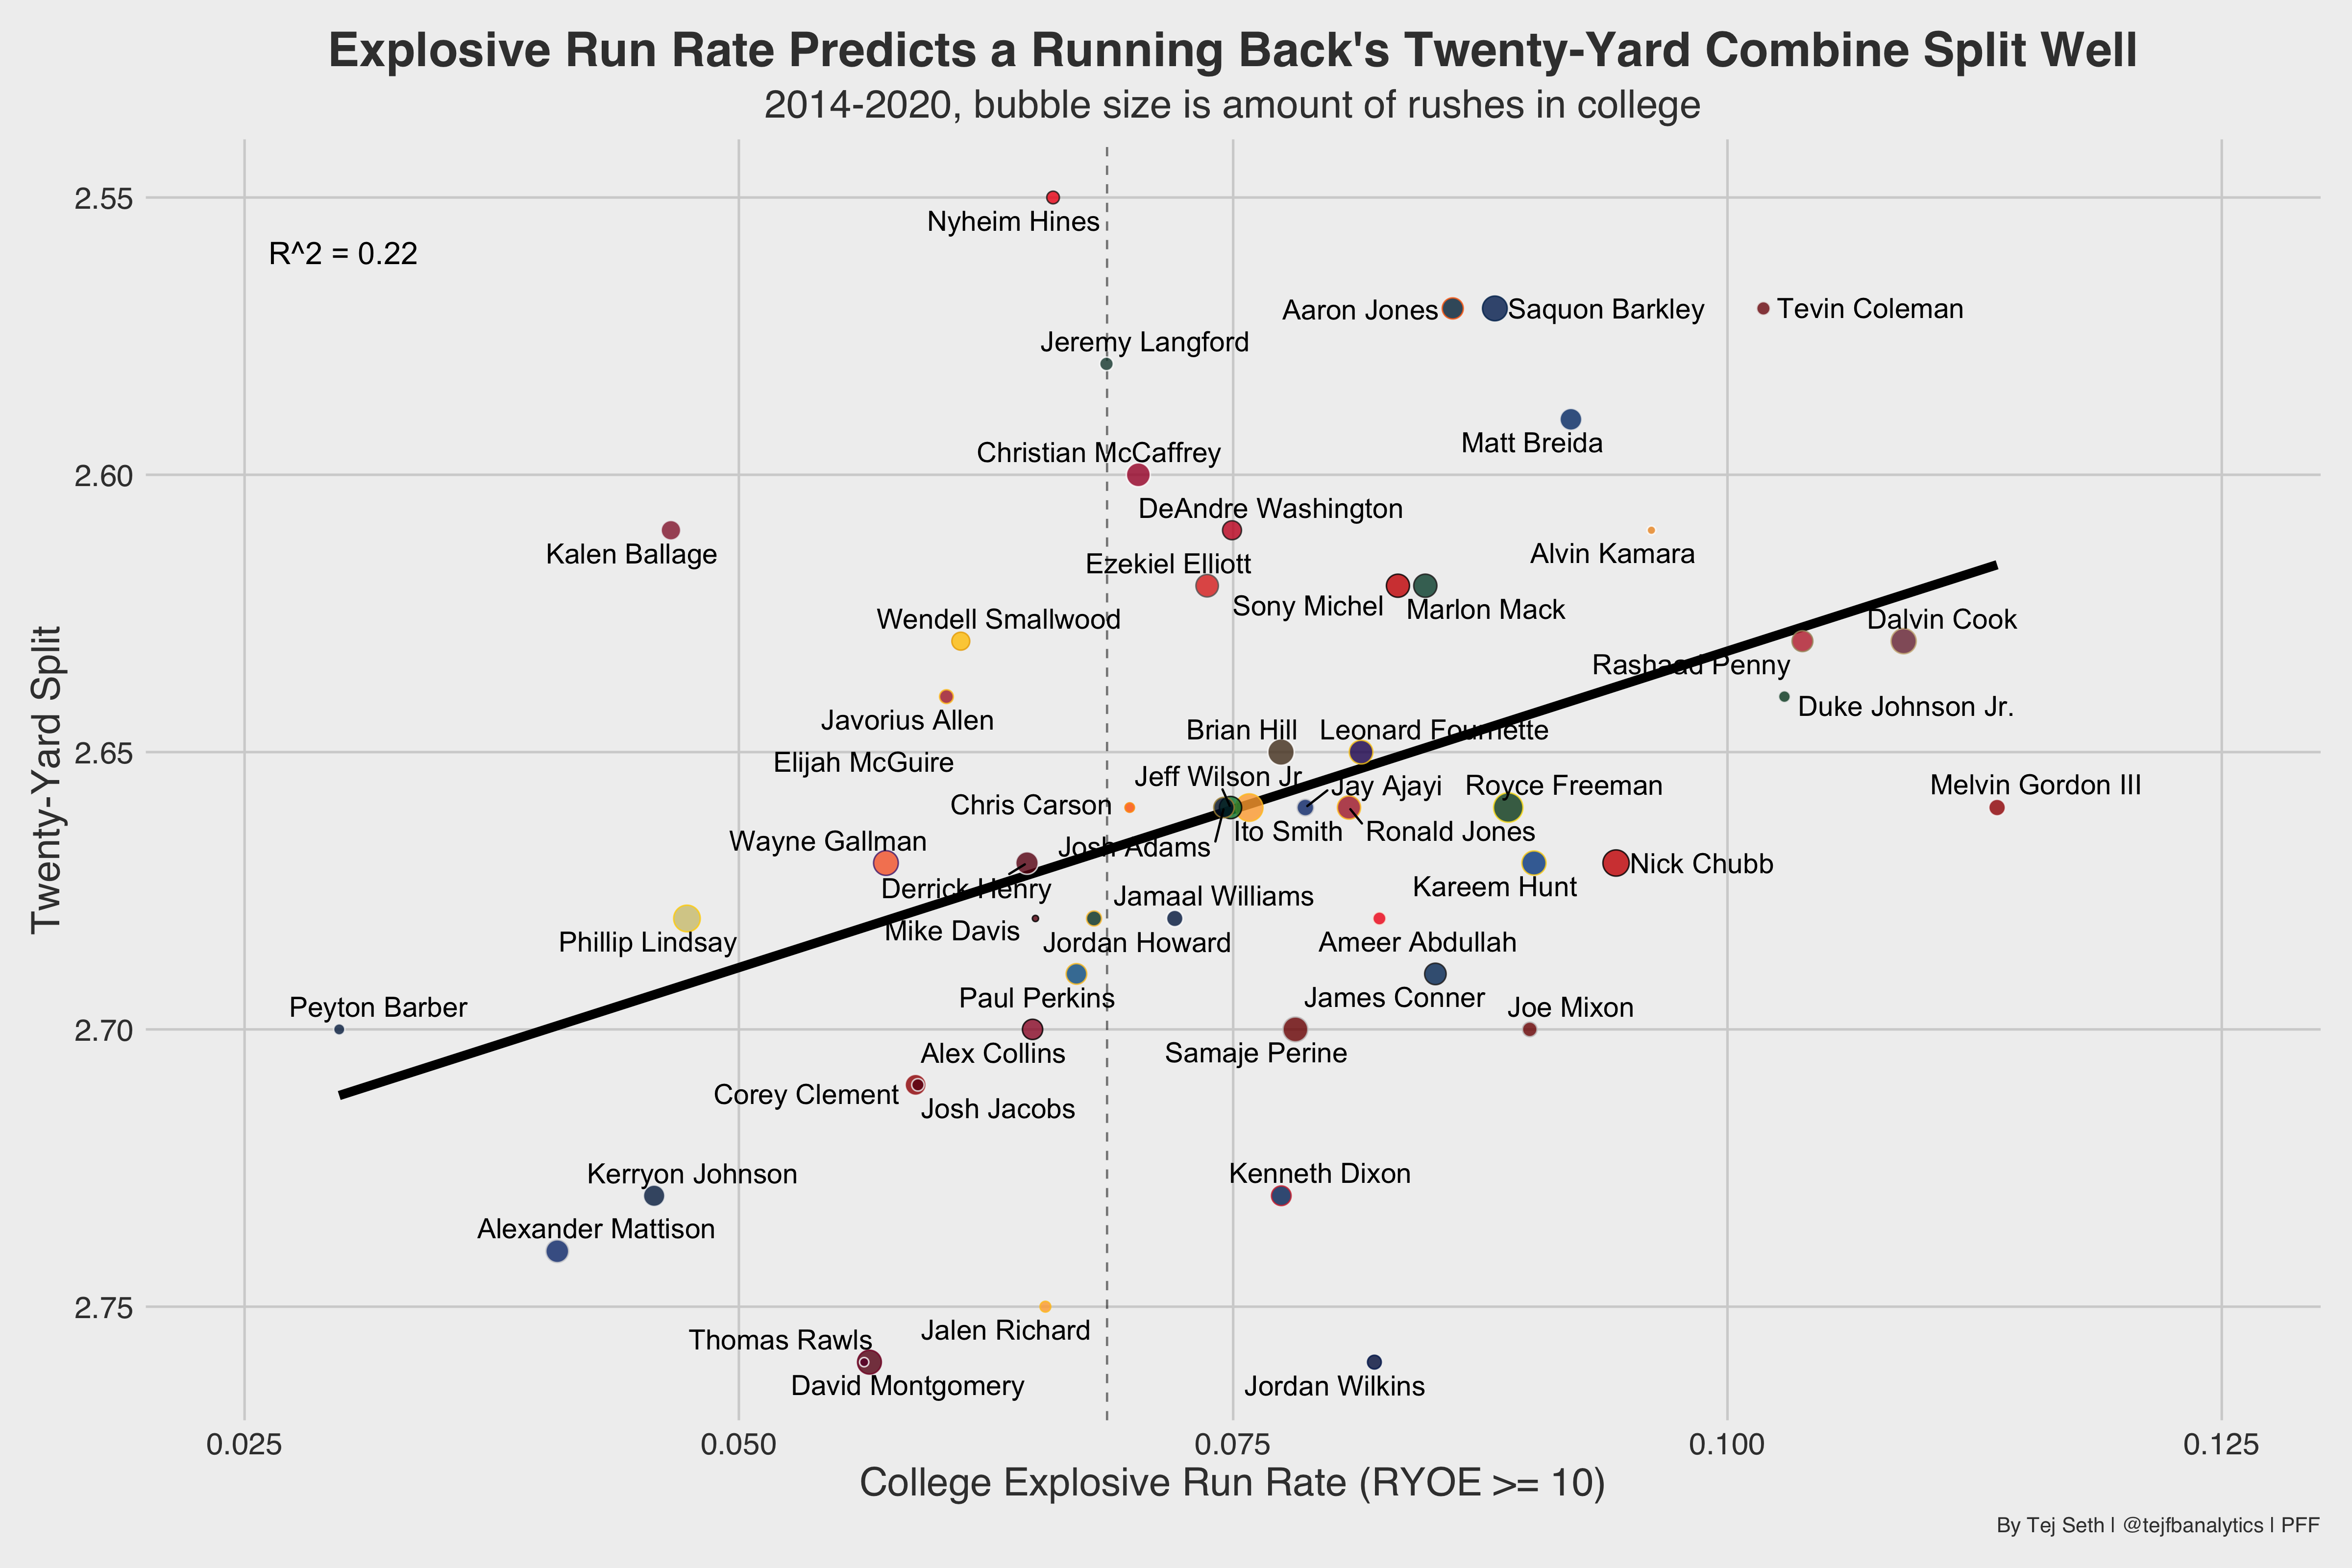 Explosive Run Rate Predicts a Running Back's Twenty-Yard Combine Split Well
2014-2020, bubble size is amount of rushes in college
2.55
Nyheim Hines
R^2 = 0.22
Aaron Jones
Saquon Barkley
Tevin Coleman
Jeremy Langford
Matt Breida
Christian McCaffrey
2.60
DeAndre Washington
Kalen Ballage
Alvin Kamara
Ezekiel Elliott
Sony Michel
Marlon Mack
Wendell Smallwood
Dalvin Cook
Rashaad Penny
Javorius Allen
Duke Johnson Jr.
Brian Hill
Leonard Fournette
2.65
Elijah McGuire
Jeff Wilson Jr
Jay Ajayi
Royce Freeman
Melvin Gordon III
Chris Carson
Ito Smith
Ronald Jones
Wayne Gallman
Josh Adams
Nick Chubb
Derrick Henry
Kareem Hunt
Jamaal Williams
Mike Davis
Phillip Lindsay
Jordan Howard
Ameer Abdullah
Paul Perkins
James Conner
Peyton Barber
Joe Mixon
2.70
Alex Collins
Samaje Perine
Corey Clement
Josh Jacobs
Kerryon Johnson
Kenneth Dixon
Alexander Mattison
2.75
Jalen Richard
Thomas Rawls
David Montgomery
Jordan Wilkins
Twenty-Yard Split
0.025
0.050
0.075
0.100
0.125
College Explosive Run Rate (RYOE >= 10)
By Tej Seth | @tejfbanalytics | PFF